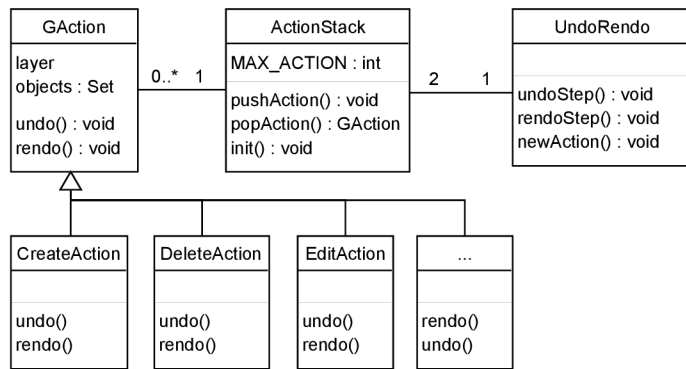 GAction
layer
objects : Set
undo() : void
rendo() : void
0..* 1
ActionStack
MAX_ACTION : int
pushAction() : void
popAction() : GAction
init() : void
2 1
UndoRendo
undoStep() : void
rendoStep() : void
newAction() : void
CreateAction
undo()
rendo()
DeleteAction
undo()
rendo()
EditAction
undo()
rendo()
...
rendo()
undo()